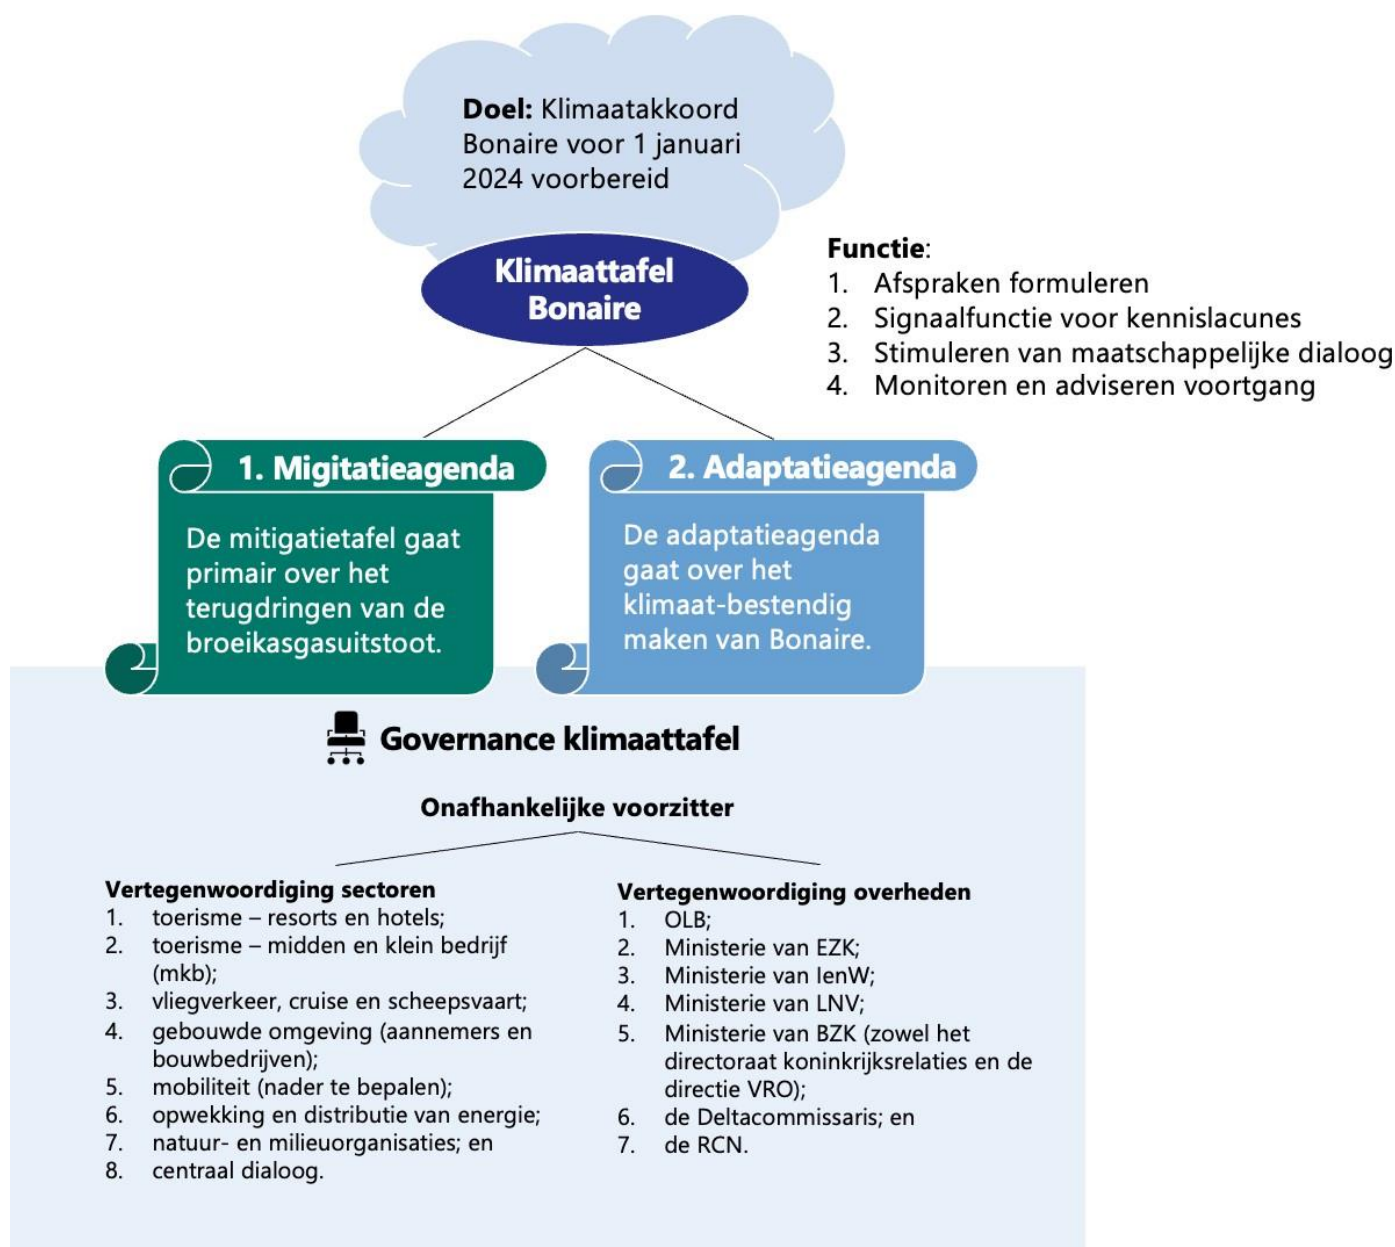 Doel: Klimaatakkoord
Bonaire voor 1 januari
2024 voorbereid
Klimaattafel
Bonaire
Functie:
1. Afspraken formuleren
2. Signaalfunctie voor kennislacunes
3. Stimuleren van maatschappelijke dialoog
4. Monitoren en adviseren voortgang
1. Migitatieagenda
De mitigatietafel gaat
primair over het
terugdringen van de
broeikasgasuitstoot.
2. Adaptatieagenda
De adaptatieagenda
gaat over het
klimaat-bestendig
maken van Bonaire.
Governance klimaattafel
Onafhankelijke voorzitter
Vertegenwoordiging sectoren
1. toerisme – resorts en hotels;
2. toerisme – midden en klein bedrijf
(mkb);
3. vliegverkeer, cruise en scheepsvaart;
4. gebouwde omgeving (aannemers en
bouwbedrijven);
5. mobiliteit (nader te bepalen);
6. opwekking en distributie van energie;
7. natuur- en milieuorganisaties; en
8. centraal dialoog.
Vertegenwoordiging overheden
1. OLB;
2. Ministerie van EZK;
3. Ministerie van IenW;
4. Ministerie van LNV;
5. Ministerie van BZK (zowel het
directoraat koninkrijksrelaties en de
directie VRO);
6. de Deltacommissaris; en
7. de RCN.